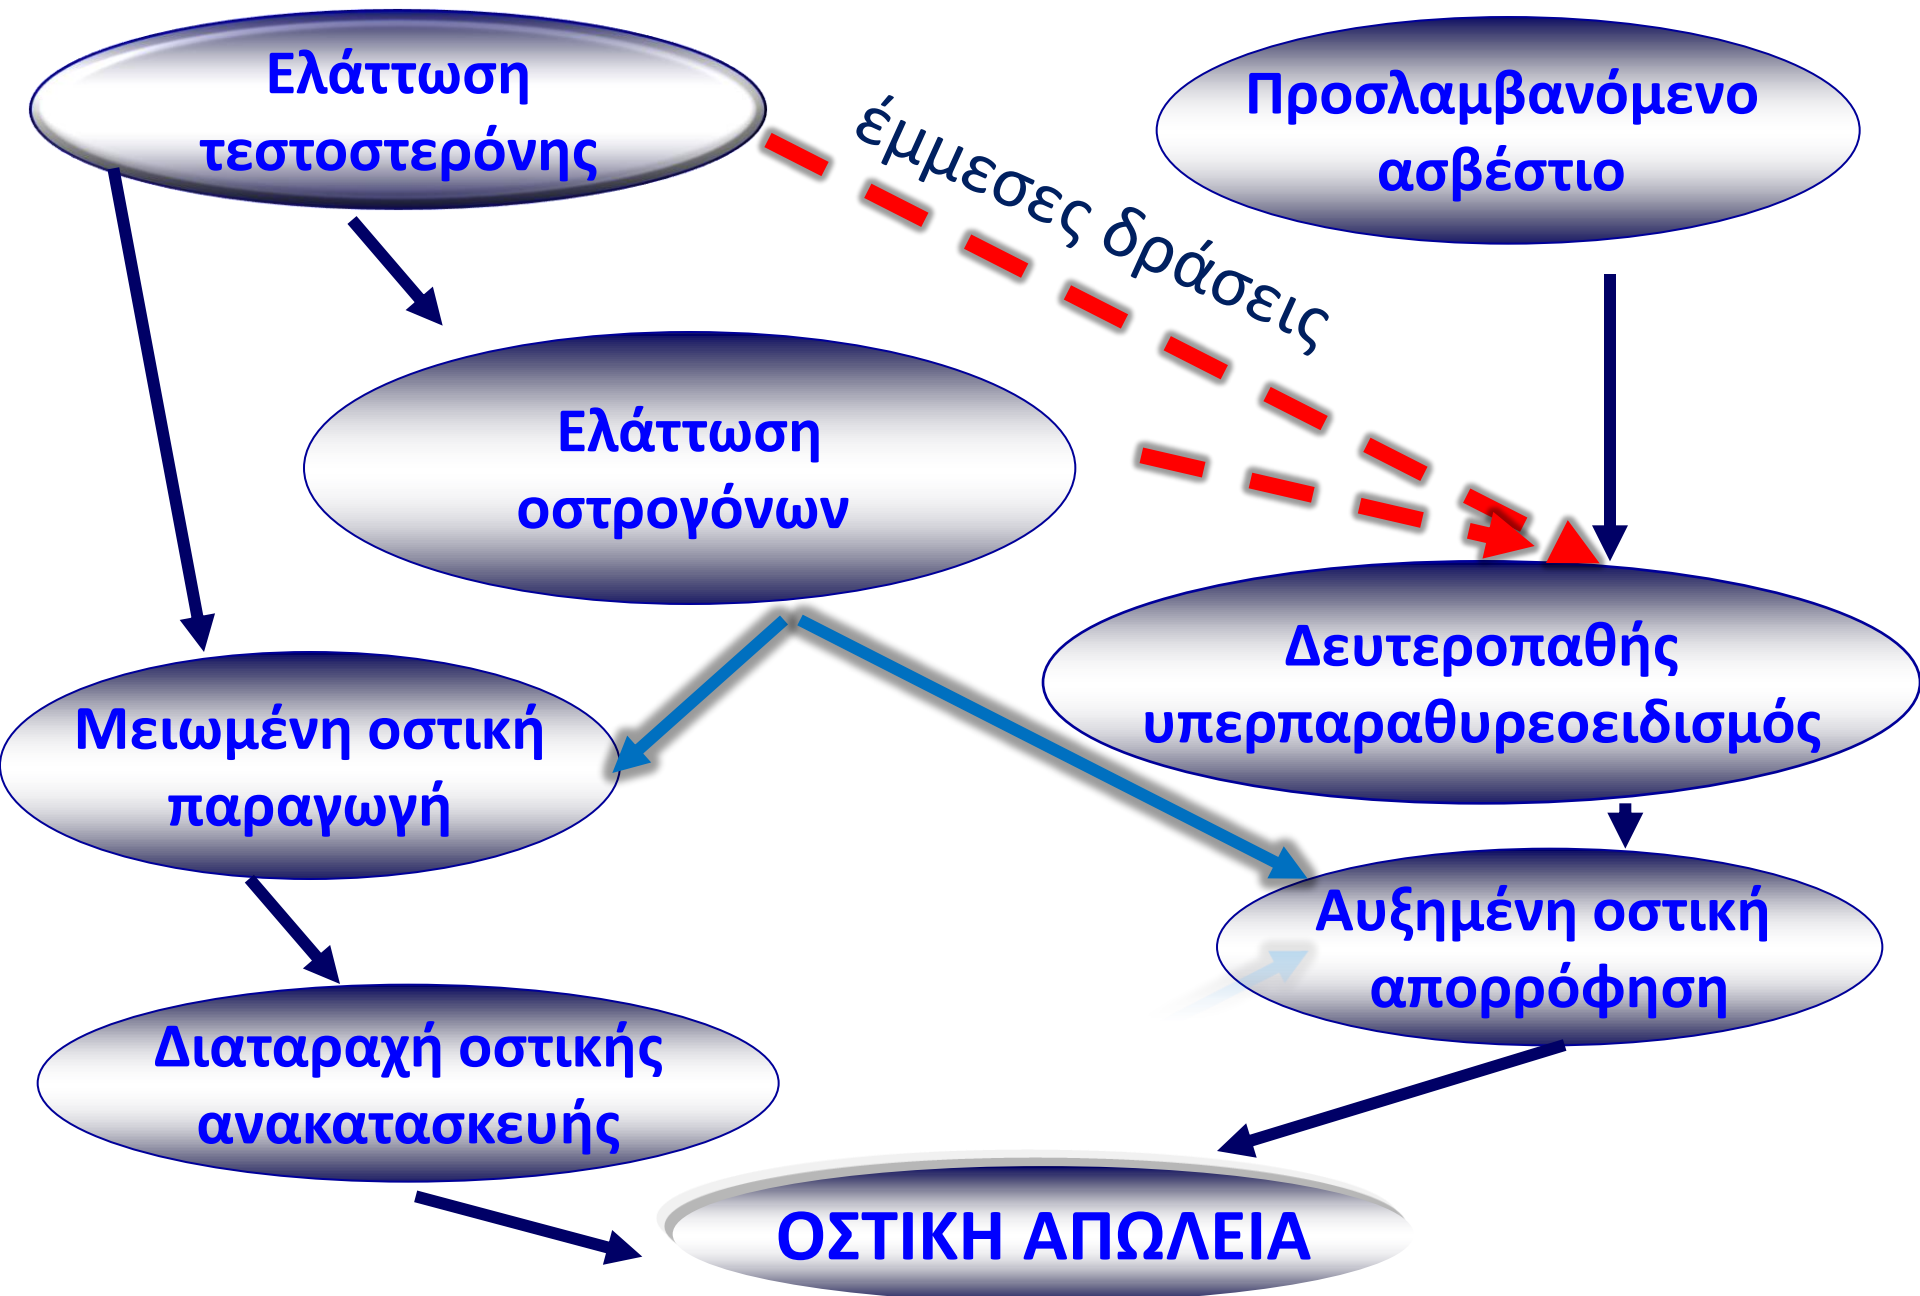 Ελάττωση
τεστοστερόνης
έμμεσες δράσεις
Προσλαμβανόμενο
ασβέστιο
Ελάττωση
οστρογόνων
Δευτεροπαθής
υπερπαραθυρεοειδισμός
Μειωμένη οστική
παραγωγή
Αυξημένη οστική
απορρόφηση
Διαταραχή οστικής
ανακατασκευής
ΟΣΤΙΚΗ ΑΠΩΛΕΙΑ